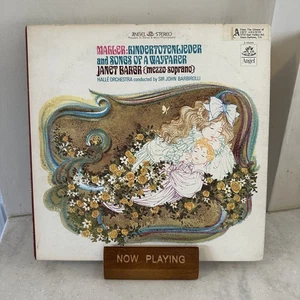 ANGEL STEREO
MAHLER: KINDERTOTENLIEDER
and SONGS OF A WAYFARER
JANET BAKER (mezzo soprano)
HALLÉ ORCHESTRA conducted by SIR JOHN BARBIROLLI
Angel
NOW PLAYING